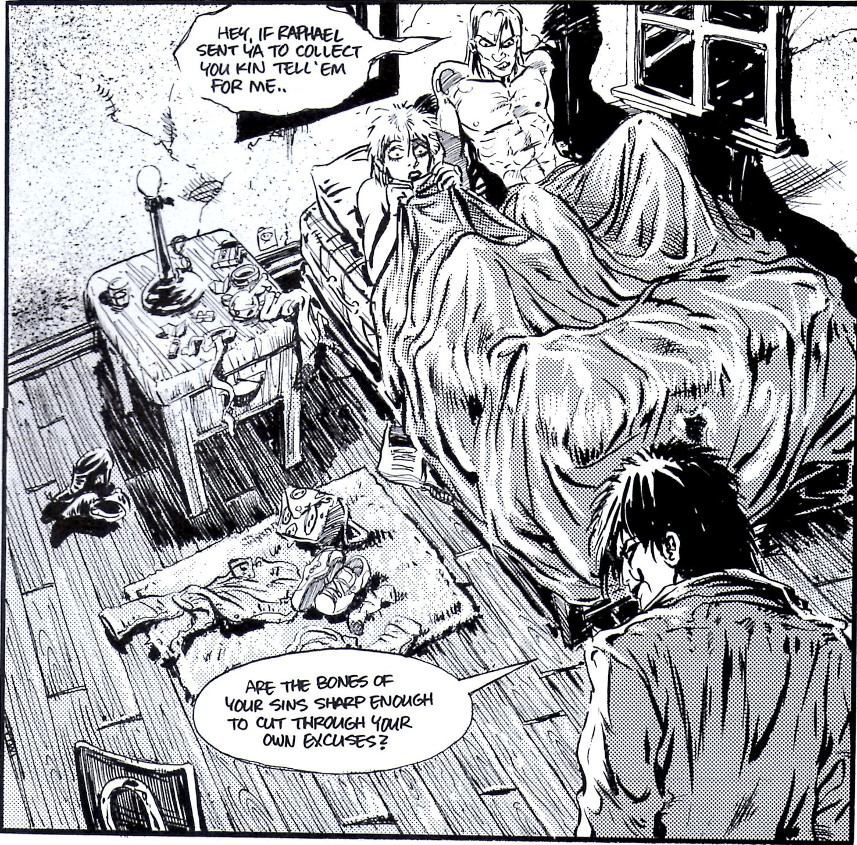 HEY, IF RAPHAEL
SENT YA TO COLLECT
YOU KIN TELL 'EM
FOR ME..
ARE THE BONES OF
YOUR SINS SHARP ENOUGH
TO CUT THROUGH YOUR
OWN EXCUSES?